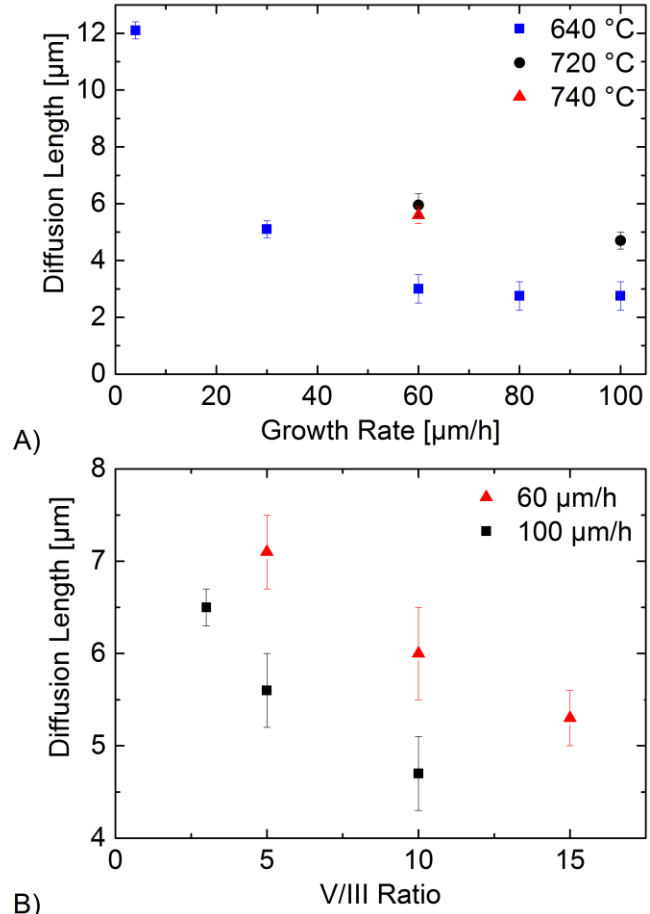 12
10
8
6
4
2
0
Diffusion Length [µm]
640 °C
720 °C
740 °C
0 20 40 60 80 100
Growth Rate [µm/h]
A)
8
7
6
5
4
Diffusion Length [µm]
60 µm/h
100 µm/h
0 5 10 15
V/III Ratio
B)